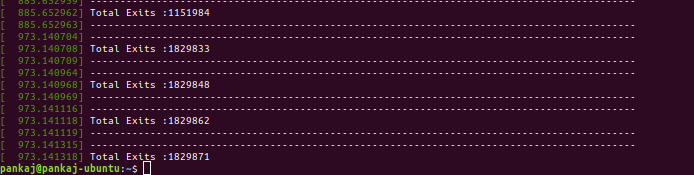 [  885.652959] --------------------------------------------------------------------------------------------
[  885.652962] Total Exits :1151984
[  885.652963] --------------------------------------------------------------------------------------------
[  973.140704] --------------------------------------------------------------------------------------------
[  973.140708] Total Exits :1829833
[  973.140709] --------------------------------------------------------------------------------------------
[  973.140964] --------------------------------------------------------------------------------------------
[  973.140968] Total Exits :1829848
[  973.140969] --------------------------------------------------------------------------------------------
[  973.141116] --------------------------------------------------------------------------------------------
[  973.141118] Total Exits :1829862
[  973.141119] --------------------------------------------------------------------------------------------
[  973.141315] --------------------------------------------------------------------------------------------
[  973.141318] Total Exits :1829871
pankaj@pankaj-ubuntu:~$